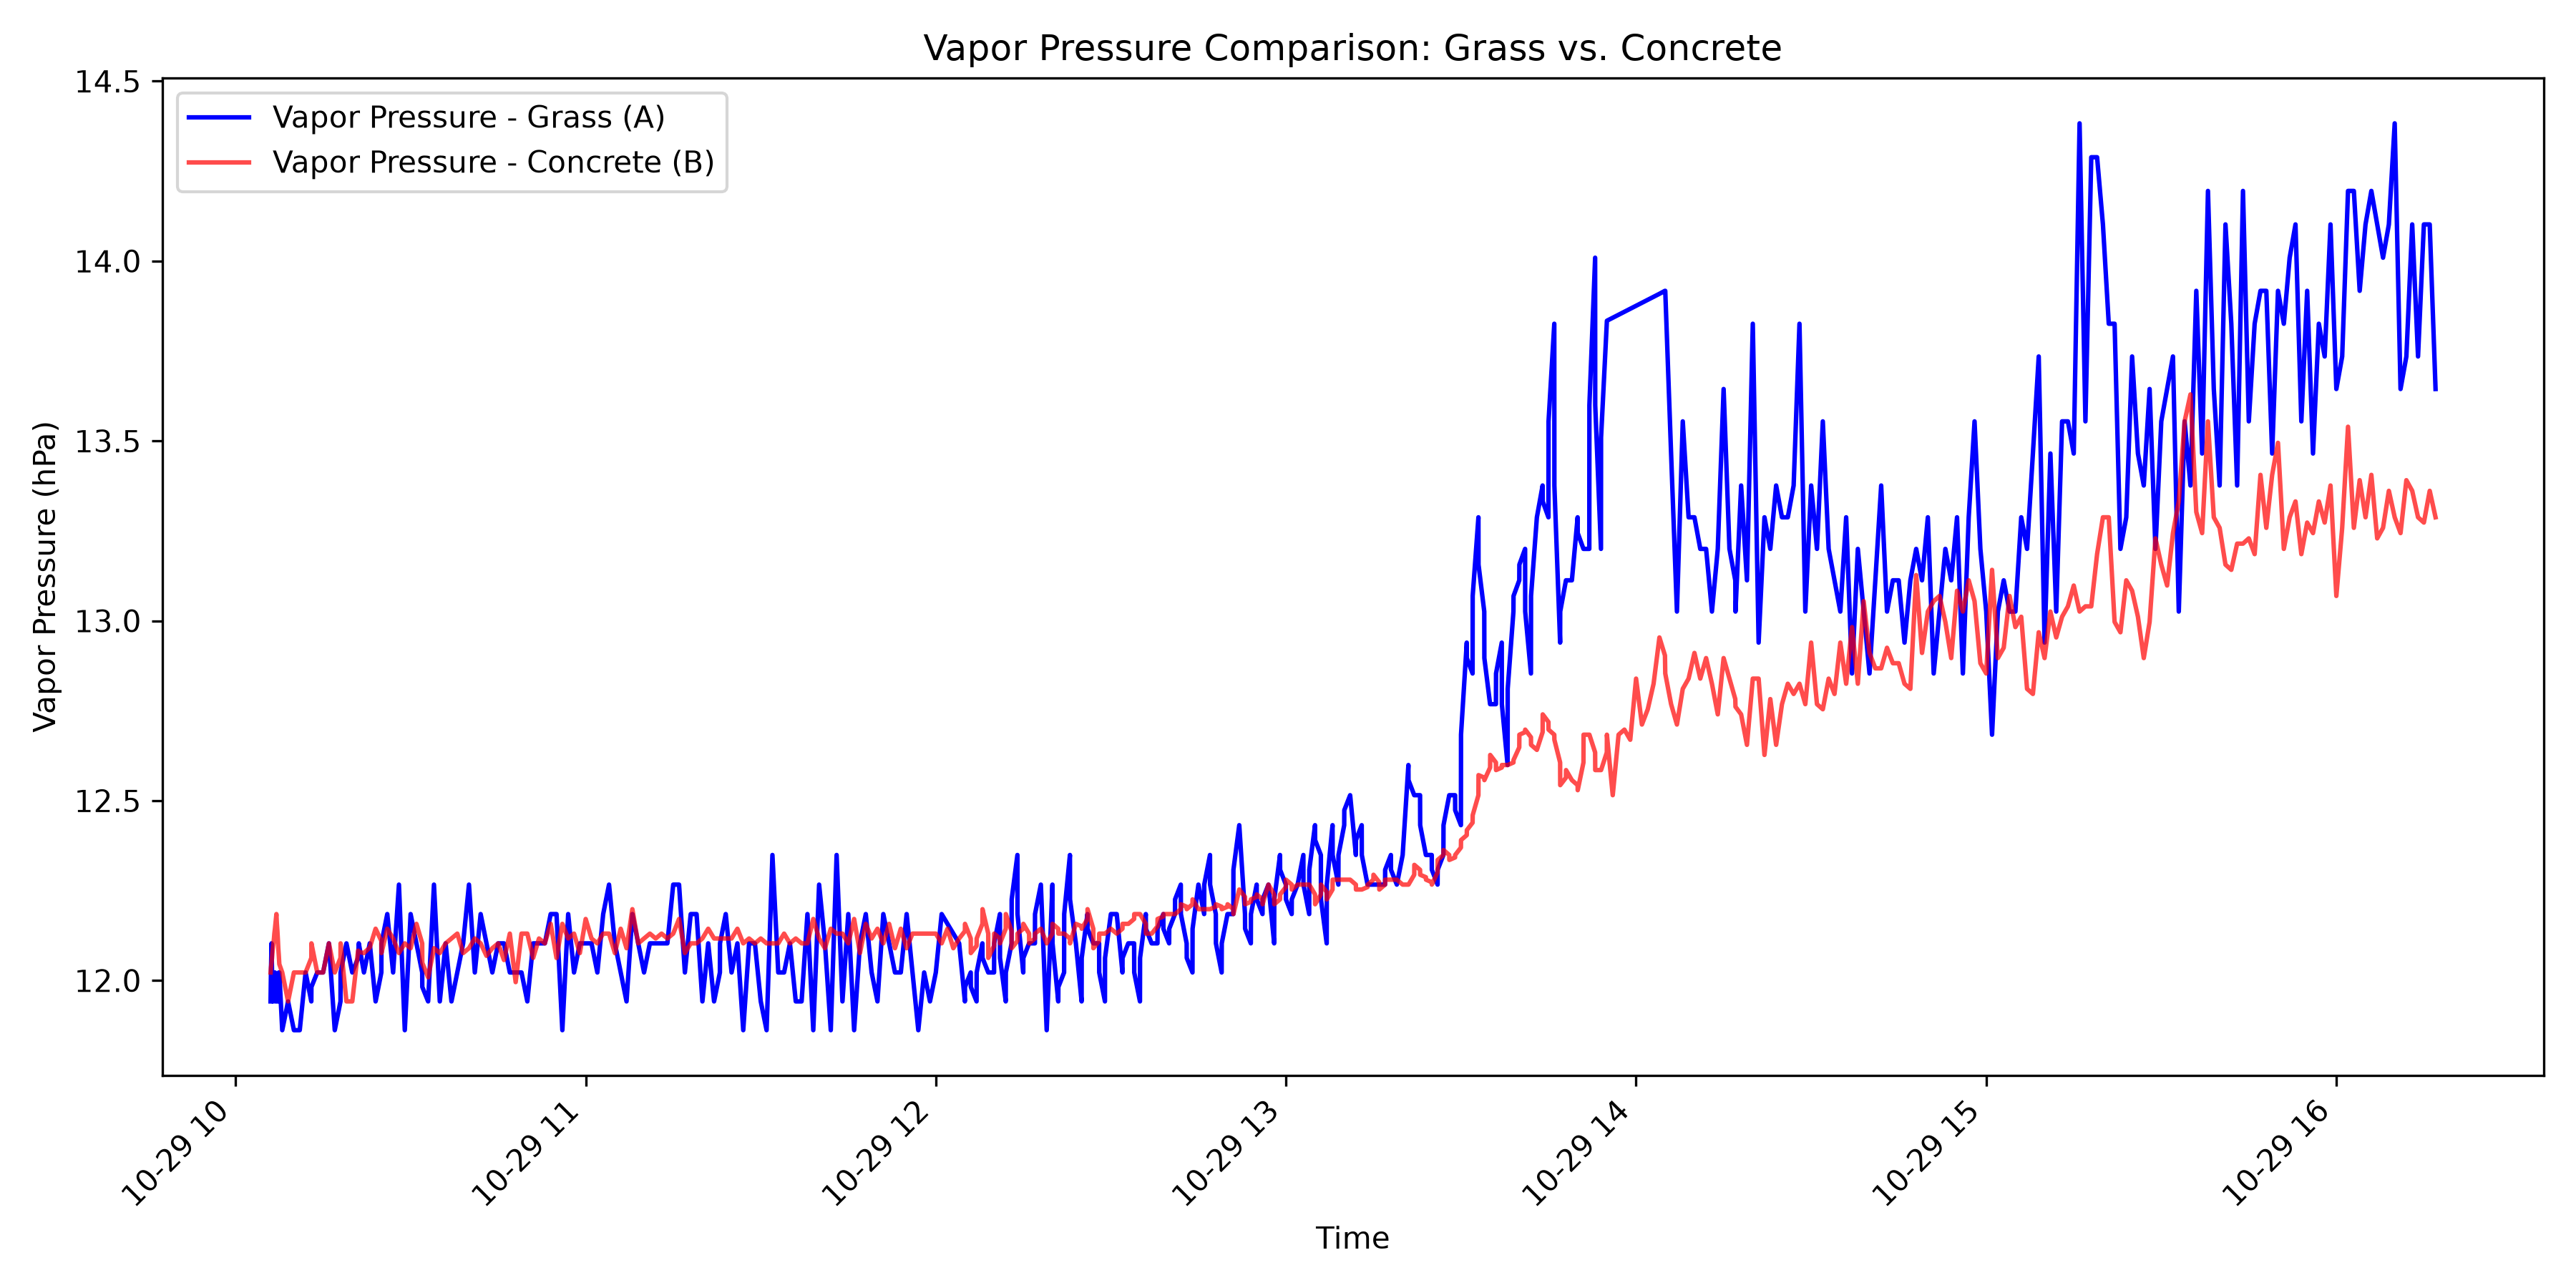 Vapor Pressure Comparison: Grass vs. Concrete
Vapor Pressure - Grass (A)
Vapor Pressure - Concrete (B)
Vapor Pressure (hPa)
14.5
14.0
13.5
13.0
12.5
12.0
10-29 10
10-29 11
10-29 12
10-29 13
10-29 14
10-29 15
10-29 16
Time